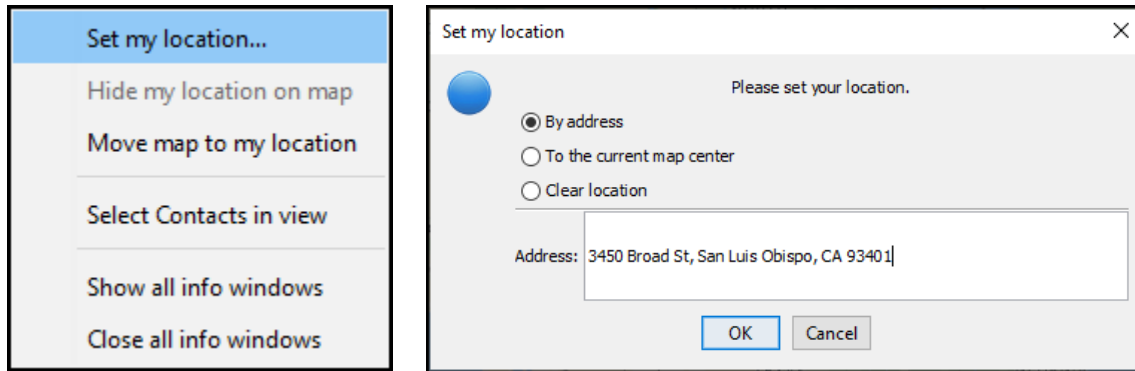 Set my location...
Hide my location on map
Move map to my location
Select Contacts in view
Show all info windows
Close all info windows
Set my location
Please set your location.
By address
To the current map center
Clear location
Address: 3450 Broad St, San Luis Obispo, CA 93401
OK Cancel